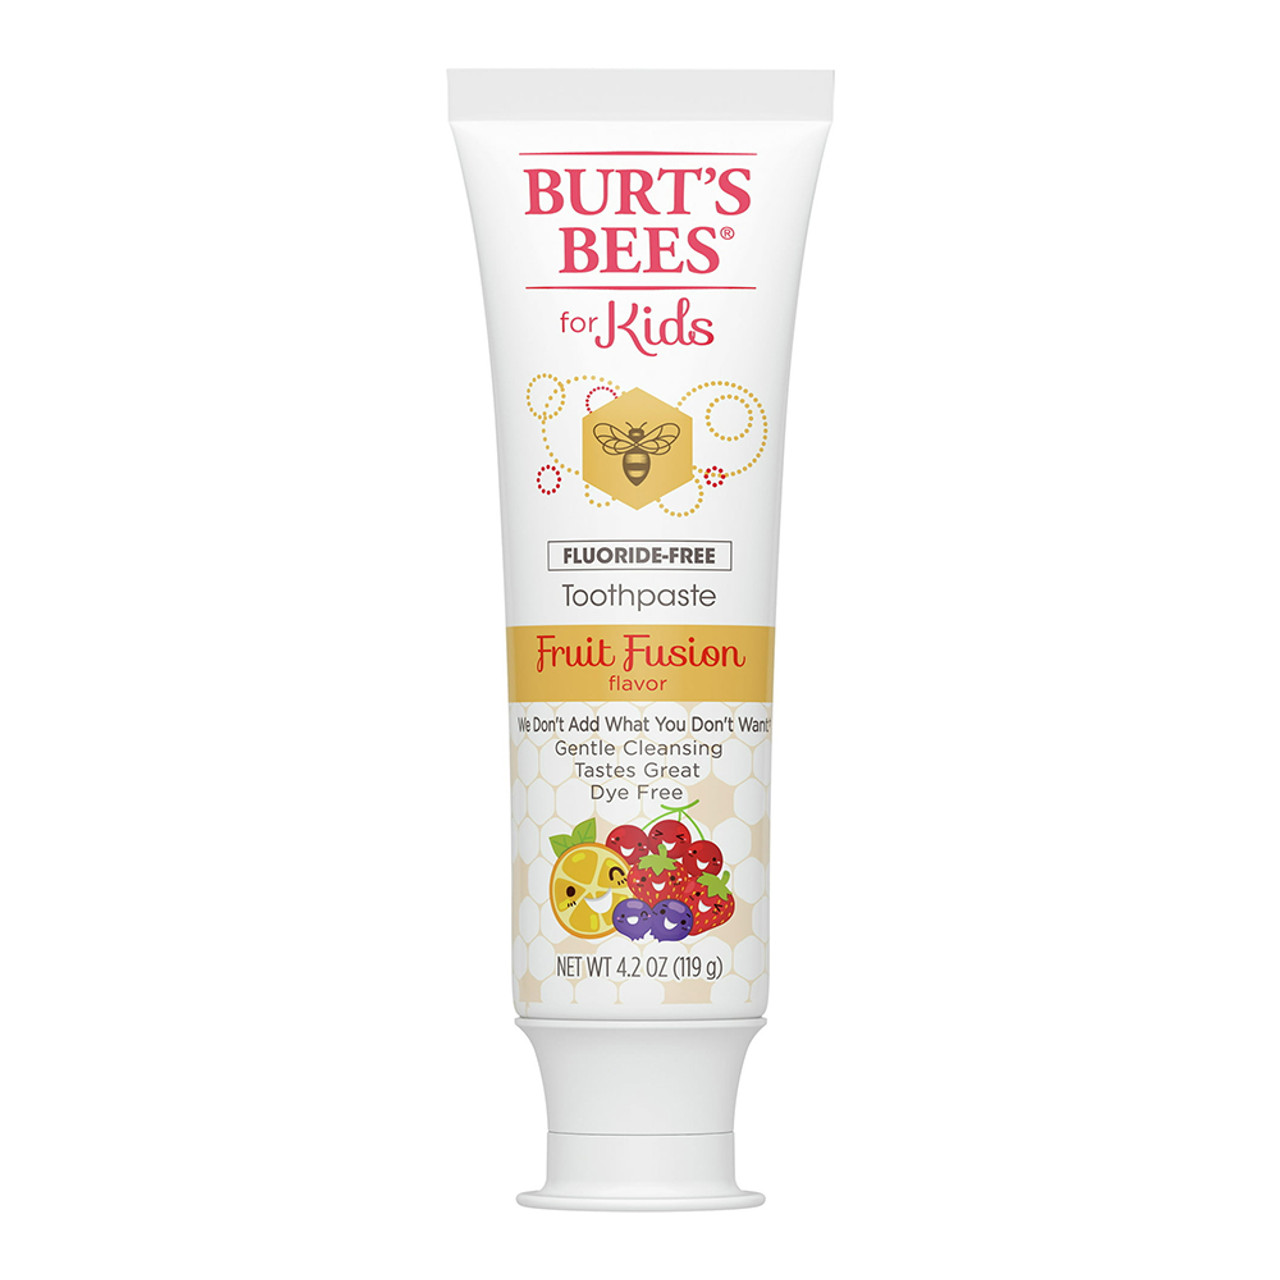 BURT'S
BEES®
for Kids
FLUORIDE-FREE
Toothpaste
Fruit Fusion
flavor
We Don't Add What You Don't Want
Gentle Cleansing
Tastes Great
Dye Free
NET WT 4.2 OZ (119 g)